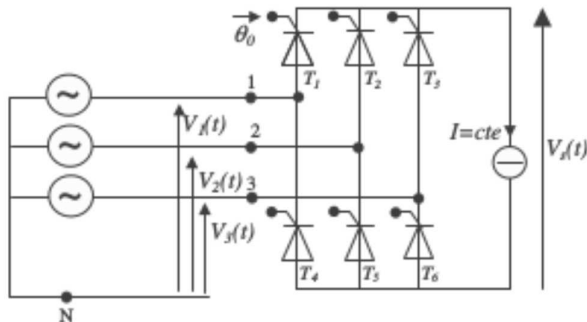 θ0
T1
T2
T3
1
V1(t)
2
V2(t)
3
V3(t)
I=cte
Vs(t)
T4
T5
T6
N